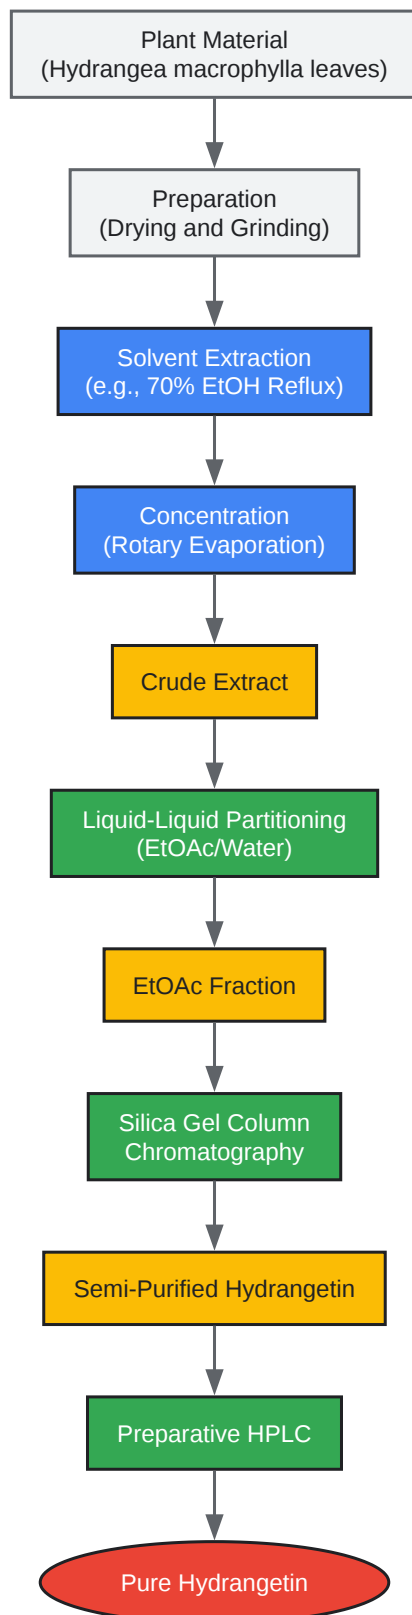 Plant Material
(Hydrangea macrophylla leaves)
Preparation
(Drying and Grinding)
Solvent Extraction
(e.g., 70% EtOH Reflux)
Concentration
(Rotary Evaporation)
Crude Extract
Liquid-Liquid Partitioning
(EtOAc/Water)
EtOAc Fraction
Silica Gel Column
Chromatography
Semi-Purified Hydrangetin
Preparative HPLC
Pure Hydrangetin